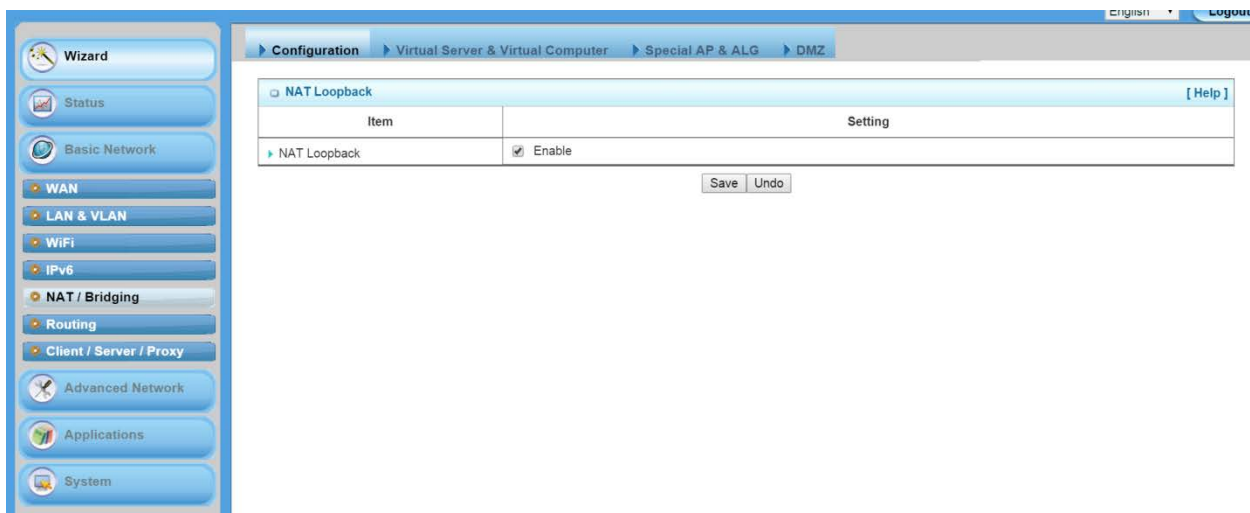 English Logout
Wizard
Status
Basic Network
WAN
LAN & VLAN
WiFi
IPv6
NAT / Bridging
Routing
Client / Server / Proxy
Advanced Network
Applications
System
Configuration Virtual Server & Virtual Computer Special AP & ALG DMZ
NAT Loopback [ Help ]
Item Setting
NAT Loopback Enable
Save Undo